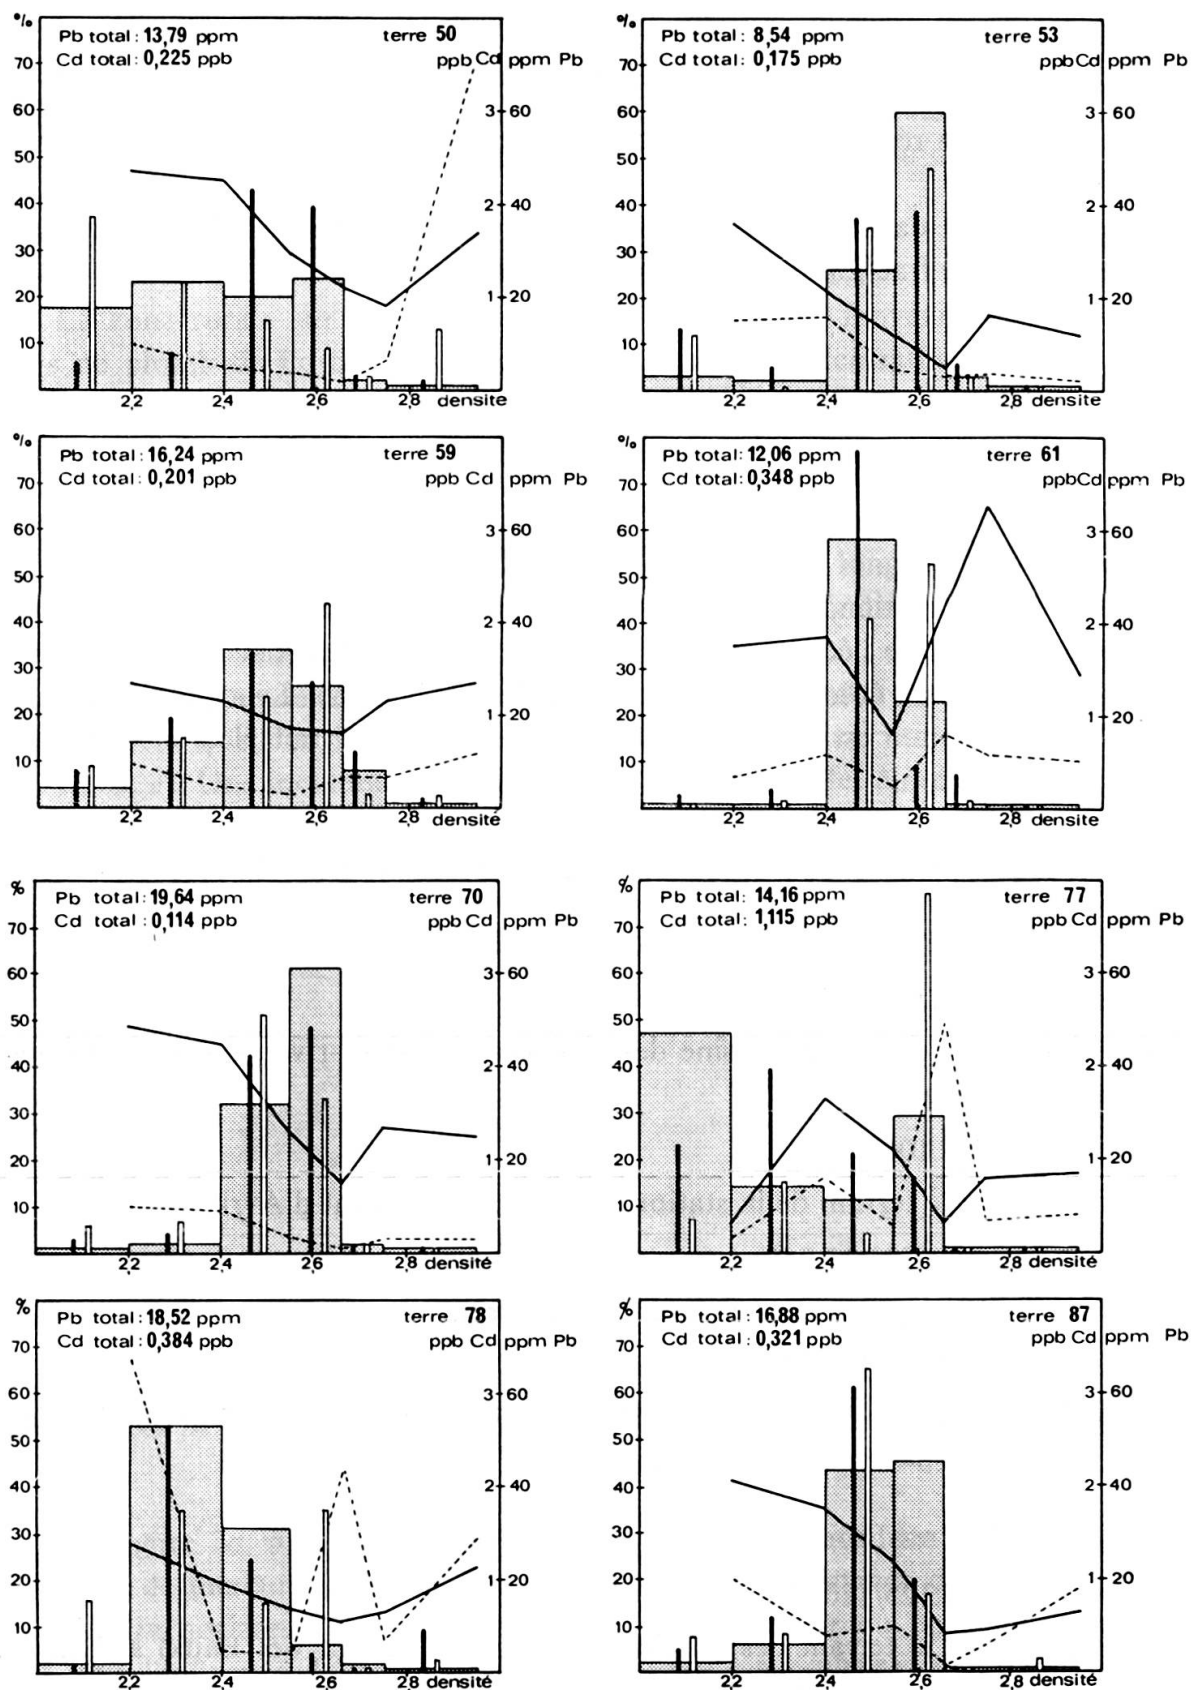 % Pb total: 13,79 ppm terre 50
Cd total: 0,225 ppb ppb Cd ppm Pb
70
60 3 60
50
40 2 40
30
20 1 20
10
2,2 2,4 2,6 2,8 densité
% Pb total: 8,54 ppm terre 53
Cd total: 0,175 ppb ppb Cd ppm Pb
70
60 3 60
50
40 2 40
30
20 1 20
10
2,2 2,4 2,6 2,8 densité
% Pb total: 16,24 ppm terre 59
Cd total: 0,201 ppb ppb Cd ppm Pb
70
60 3 60
50
40 2 40
30
20 1 20
10
2,2 2,4 2,6 2,8 densité
% Pb total: 12,06 ppm terre 61
Cd total: 0,348 ppb ppb Cd ppm Pb
70
60 3 60
50
40 2 40
30
20 1 20
10
2,2 2,4 2,6 2,8 densité
% Pb total: 19,64 ppm terre 70
Cd total: 0,114 ppb ppb Cd ppm Pb
70
60 3 60
50
40 2 40
30
20 1 20
10
2,2 2,4 2,6 2,8 densité
% Pb total: 14,16 ppm terre 77
Cd total: 1,115 ppb ppb Cd ppm Pb
70
60 3 60
50
40 2 40
30
20 1 20
10
2,2 2,4 2,6 2,8 densité
% Pb total: 18,52 ppm terre 78
Cd total: 0,384 ppb ppb Cd ppm Pb
70
60 3 60
50
40 2 40
30
20 1 20
10
2,2 2,4 2,6 2,8 densité
% Pb total: 16,88 ppm terre 87
Cd total: 0,321 ppb ppb Cd ppm Pb
70
60 3 60
50
40 2 40
30
20 1 20
10
2,2 2,4 2,6 2,8 densité